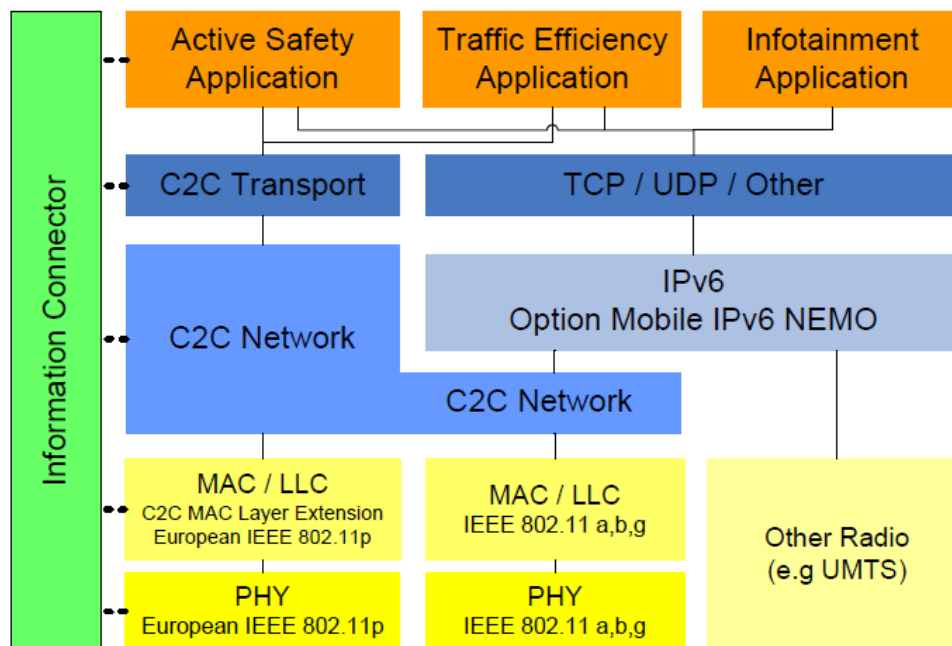 Information Connector
Active Safety
Application
Traffic Efficiency
Application
Infotainment
Application
C2C Transport
TCP / UDP / Other
C2C Network
IPv6
Option Mobile IPv6 NEMO
C2C Network
MAC / LLC
C2C MAC Layer Extension
European IEEE 802.11p
MAC / LLC
IEEE 802.11 a,b,g
Other Radio
(e.g UMTS)
PHY
European IEEE 802.11p
PHY
IEEE 802.11 a,b,g